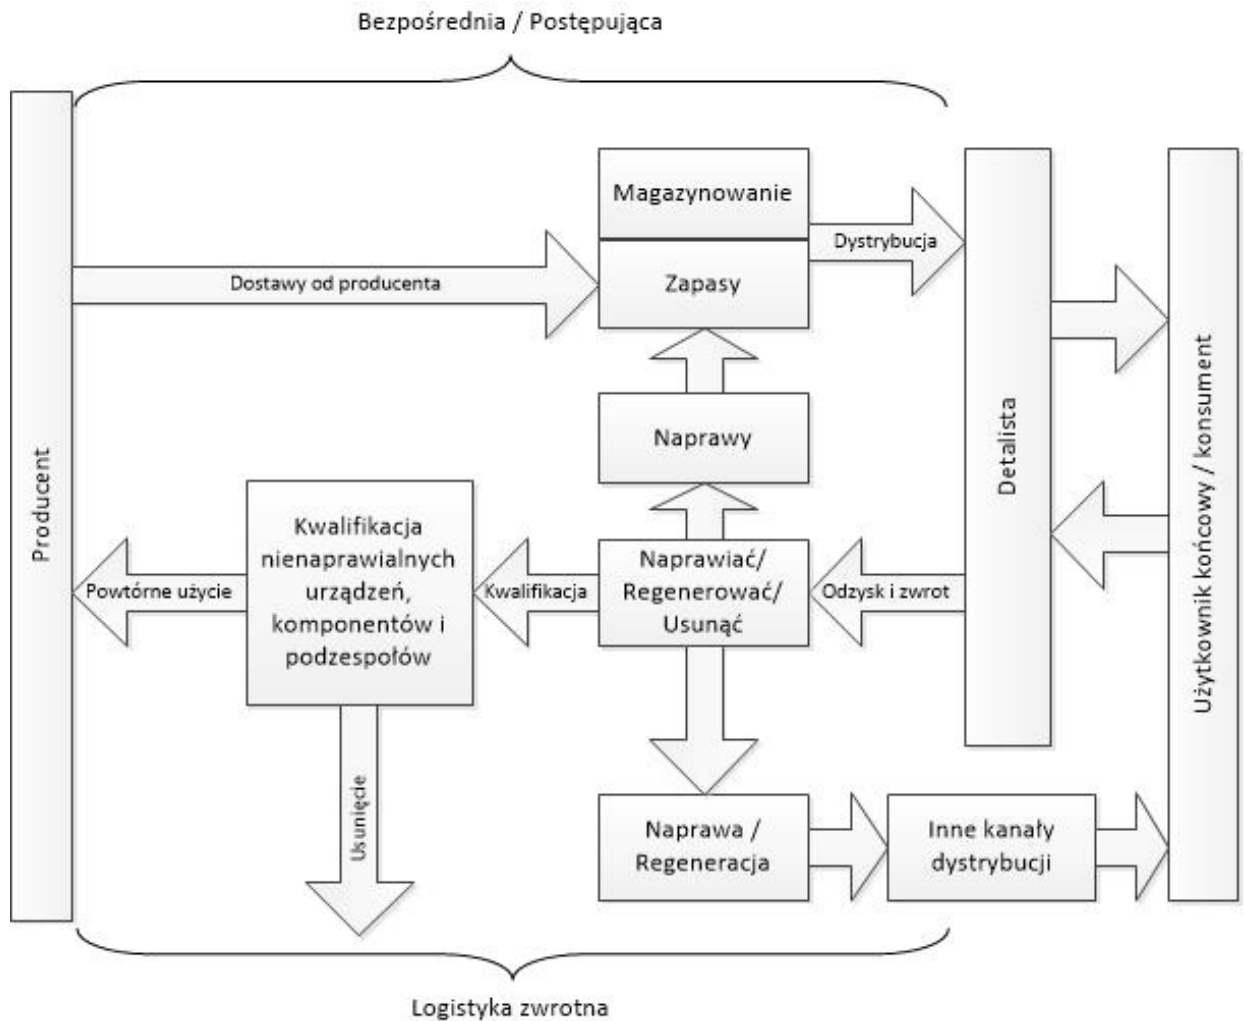 Bezpośrednia / Postępująca
Magazynowanie
Dystrybucja
Dostawy od producenta
Zapasy
Producent
Naprawy
Detalista
Użytkownik końcowy / konsument
Kwalifikacja
nienaprawialnych
urządzeń,
komponentów i
podzespołów
Powtórne użycie
Kwalifikacja
Naprawiać/
Regenerować/
Usunąć
Odzysk i zwrot
Usunięcie
Naprawa /
Regeneracja
Inne kanały
dystrybucji
Logistyka zwrotna